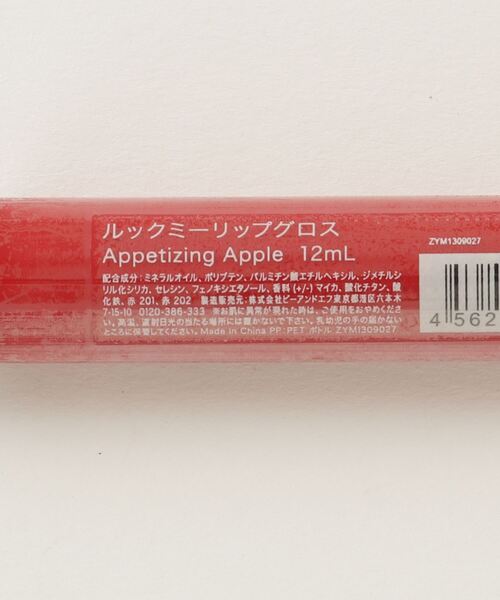 ルックミーリップグロス
Appetizing Apple 12mL
配合成分：ミネラルオイル、ポリブテン、パルミチン酸エチルヘキシル、ジメチルシ
リル化シリカ、セレシン、フェノキシエタノール、香料 (+/-) マイカ、酸化チタン、酸
化鉄、赤 201、赤 202 製造販売元：株式会社ビーアンドエフ東京都港区六本木
7-15-10 0120-386-333 ※お肌に異常が現れた時は、ご使用をおやめくださ
い。高温、直射日光の当たる場所には置かないで下さい。乳幼児の手の届かない
ところに保管してください。Made in China PP：PET ボトル ZYM1309027
ZYM1309027
4 562